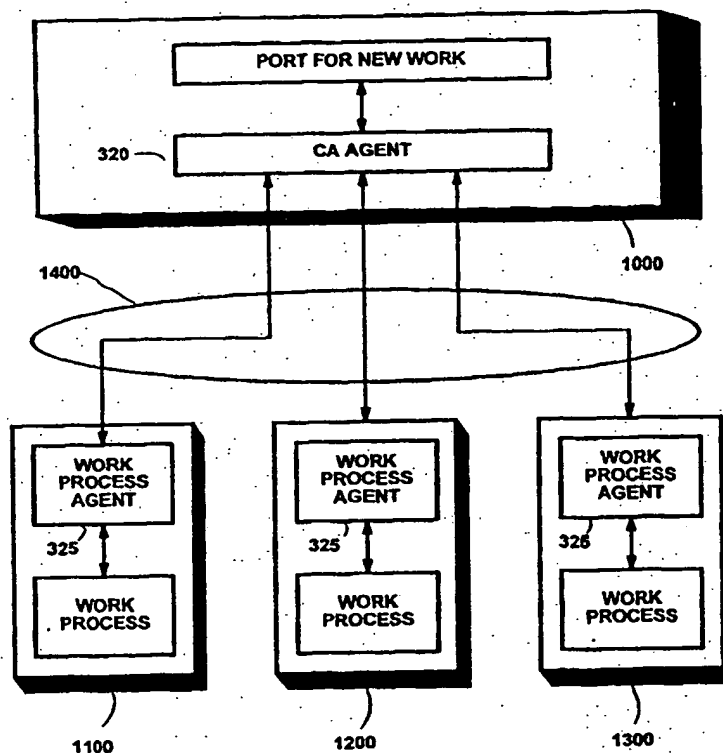 PORT FOR NEW WORK
320
CA AGENT
1000
1400
WORK
PROCESS
AGENT
325
WORK
PROCESS
1100
WORK
PROCESS
AGENT
325
WORK
PROCESS
1200
WORK
PROCESS
AGENT
325
WORK
PROCESS
1300